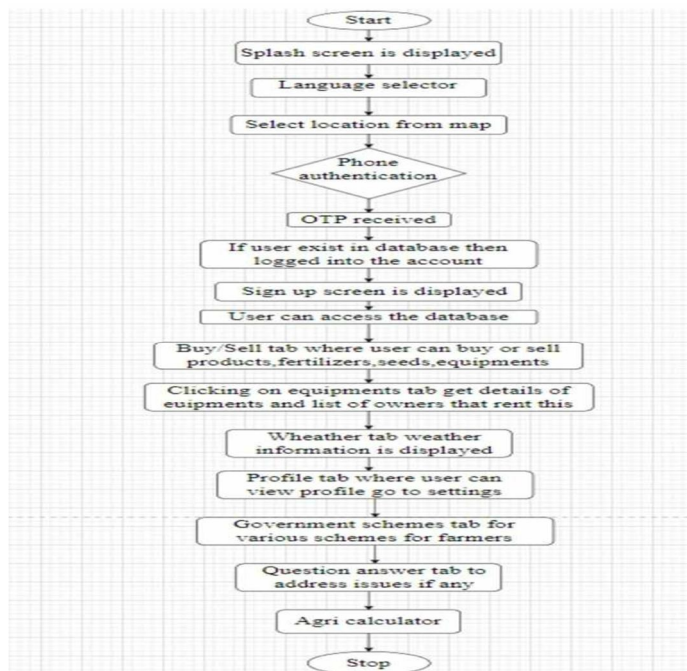 Start
Splash screen is displayed
Language selector
Select location from map
Phone
authentication
OTP received
If user exist in database then
logged into the account
Sign up screen is displayed
User can access the database
Buy/Sell tab where user can buy or sell
products,fertilizers,seeds,equipments
Clicking on equipments tab get details of
euipments and list of owners that rent this
Wheather tab weather
information is displayed
Profile tab where user can
view profile go to settings
Government schemes tab for
various schemes for farmers
Question answer tab to
address issues if any
Agri calculator
Stop